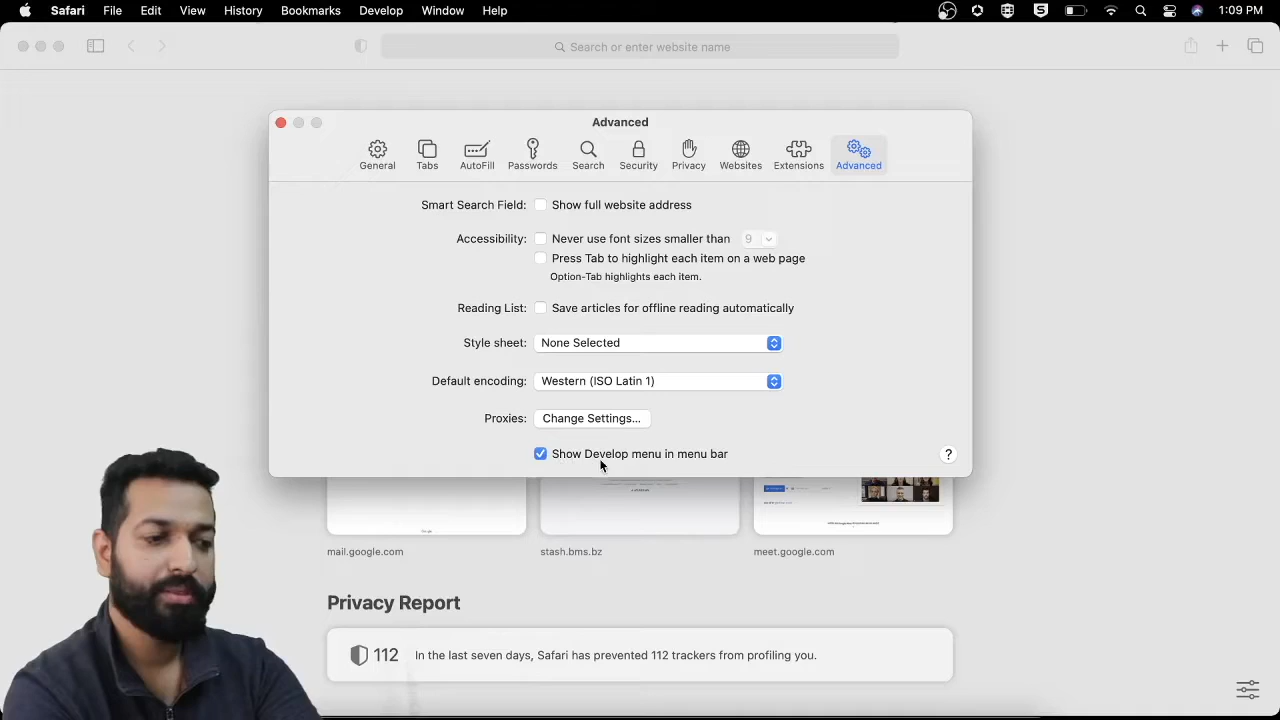 Safari File Edit View History Bookmarks Develop Window Help 1:09 PM
Search or enter website name
Advanced
General Tabs AutoFill Passwords Search Security Privacy Websites Extensions Advanced
Smart Search Field: Show full website address
Accessibility: Never use font sizes smaller than 9
Press Tab to highlight each item on a web page
Option-Tab highlights each item.
Reading List: Save articles for offline reading automatically
Style sheet: None Selected
Default encoding: Western (ISO Latin 1)
Proxies: Change Settings...
Show Develop menu in menu bar ?
mail.google.com stash.bms.bz meet.google.com
Privacy Report
112 In the last seven days, Safari has prevented 112 trackers from profiling you.